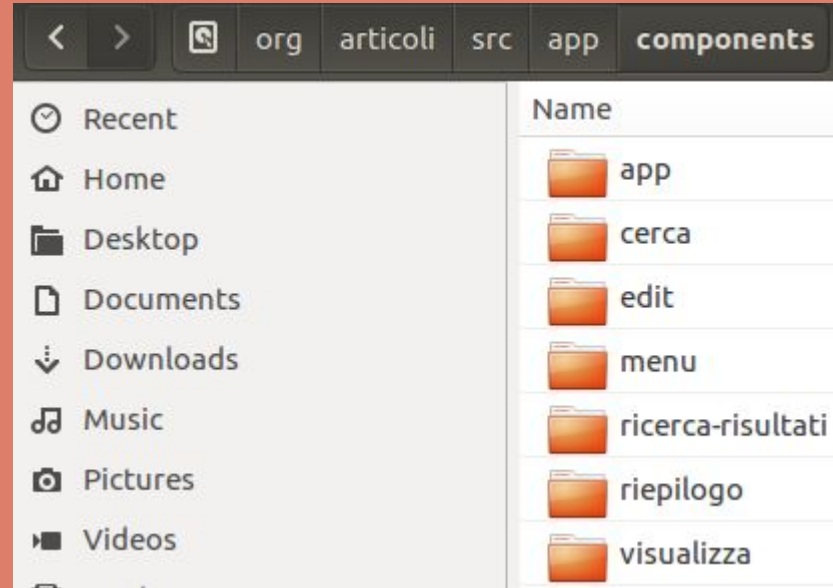 org articoli src app components
Recent
Home
Desktop
Documents
Downloads
Music
Pictures
Videos
Name
app
cerca
edit
menu
ricerca-risultati
riepilogo
visualizza